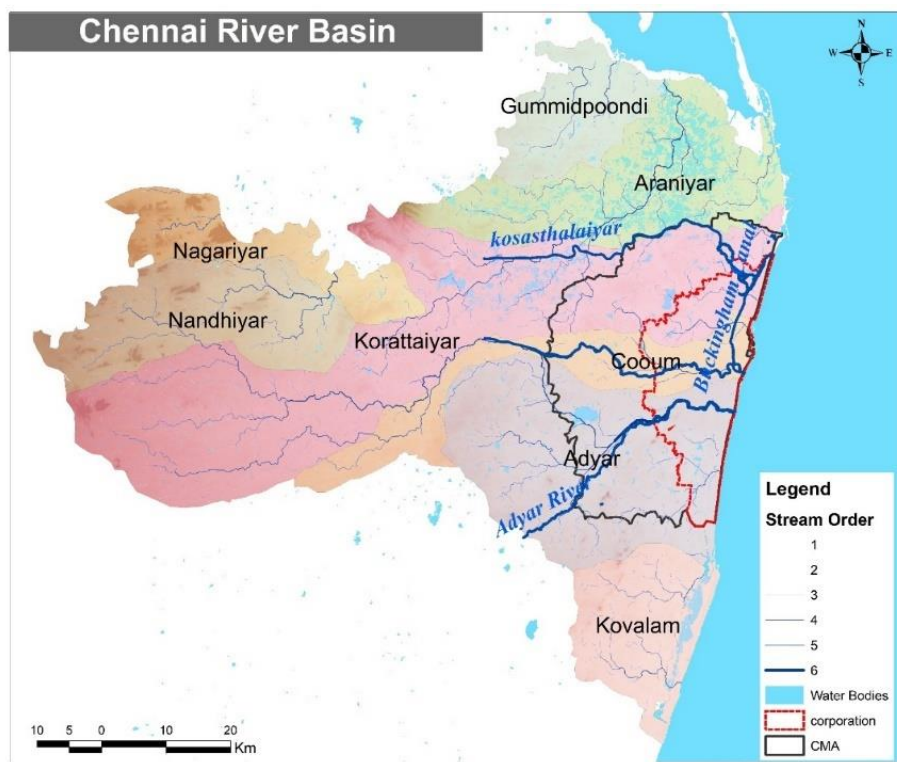 Chennai River Basin
N
W E
S
Gummidpoondi
Araniyar
kosasthalaiyar
Nagariyar
Buckingham Canal
Nandhiyar
Korattaiyar
Cooum
Adyar
Adyar River
Kovalam
Legend
Stream Order
1
2
3
4
5
6
Water Bodies
corporation
CMA
10 5 0 10 20
Km